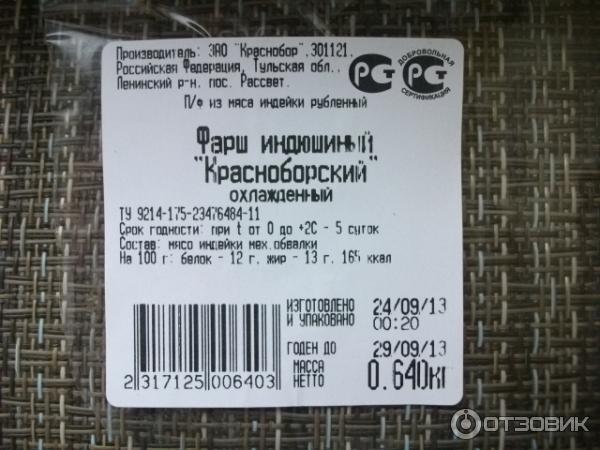 Производитель: ЗАО "Краснобор",301121,
Российская Федерация, Тульская обл.,
Ленинский р-н, пос. Рассвет.
РСТ
ДОБРОВОЛЬНАЯ
РСТ
СЕРТИФИКАЦИЯ
П/Ф из мяса индейки рубленный
Фарш индюшиный
"Красноборский"
охлажденный
ТУ 9214-175-23476484-11
Срок годности: при t от 0 до +2С - 5 суток
Состав: мясо индейки мех.обвалки
На 100 г: белок - 12 г, жир - 13 г, 165 ккал
ИЗГОТОВЛЕНО
И УПАКОВАНО
24/09/13
00:20
ГОДЕН ДО
29/09/13
МАССА
НЕТТО
0.640кг
2 317125 006403
ОТЗОВИК